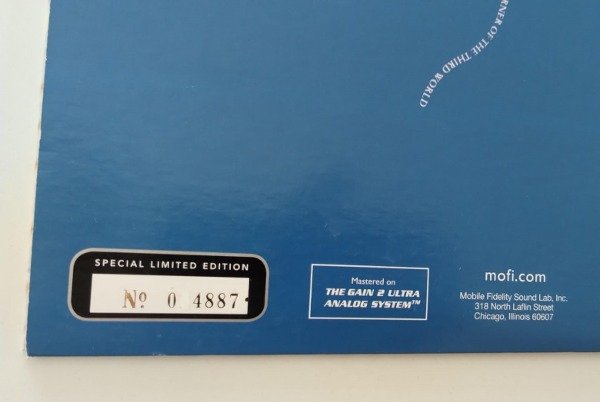 RNER OF THE THIRD WORLD
SPECIAL LIMITED EDITION
Nº 0 4887
Mastered on
THE GAIN 2 ULTRA
ANALOG SYSTEM™
mofi.com
Mobile Fidelity Sound Lab, Inc.
318 North Laflin Street
Chicago, Illinois 60607